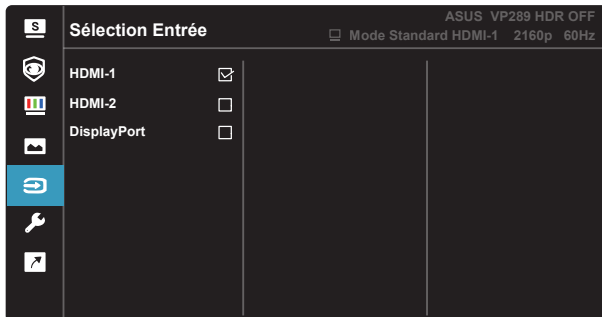 S
ASUS VP289 HDR OFF
Sélection Entrée
Mode Standard HDMI-1 2160p 60Hz
HDMI-1
HDMI-2
DisplayPort